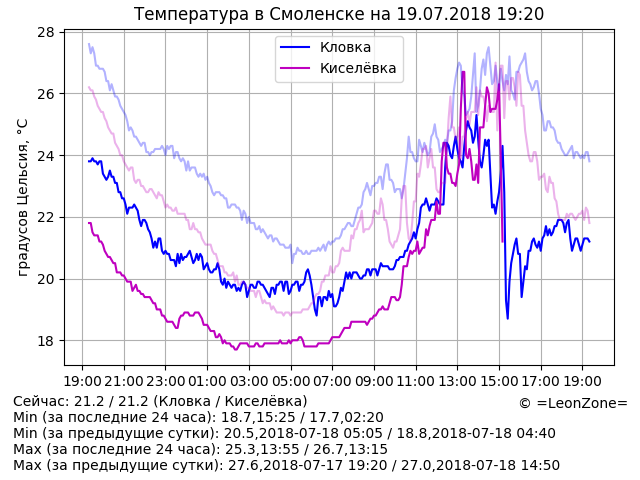 Температура в Смоленске на 19.07.2018 19:20
Кловка
Киселёвка
градусов Цельсия, °C
28
26
24
22
20
18
19:00 21:00 23:00 01:00 03:00 05:00 07:00 09:00 11:00 13:00 15:00 17:00 19:00
Сейчас: 21.2 / 21.2 (Кловка / Киселёвка)
© =LeonZone=
Min (за последние 24 часа): 18.7,15:25 / 17.7,02:20
Min (за предыдущие сутки): 20.5,2018-07-18 05:05 / 18.8,2018-07-18 04:40
Max (за последние 24 часа): 25.3,13:55 / 26.7,13:15
Max (за предыдущие сутки): 27.6,2018-07-17 19:20 / 27.0,2018-07-18 14:50